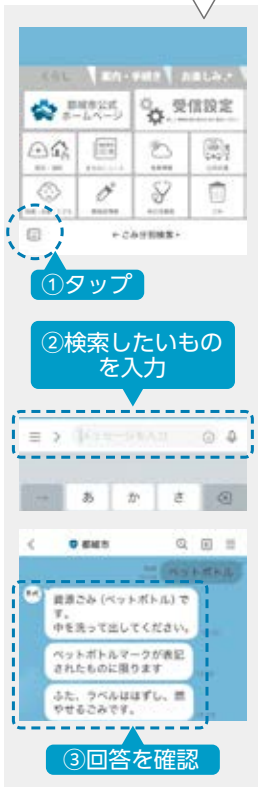 くらし
案内・手続き
お楽しみ
都城市公式
ホームページ
受信設定
ごみ分別検索
①タップ
②検索したいもの
を入力
メッセージを入力
あ
か
さ
都城市
ペットボトル
資源ごみ(ペットボトル)で
す。
中を洗って出してください。
ペットボトルマークが表記
されたものに限ります
ふた、ラベルははずし、燃
やせるごみです。
③回答を確認